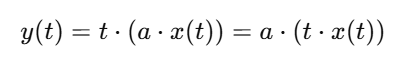 y(t) = t · (a · x(t)) = a · (t · x(t))